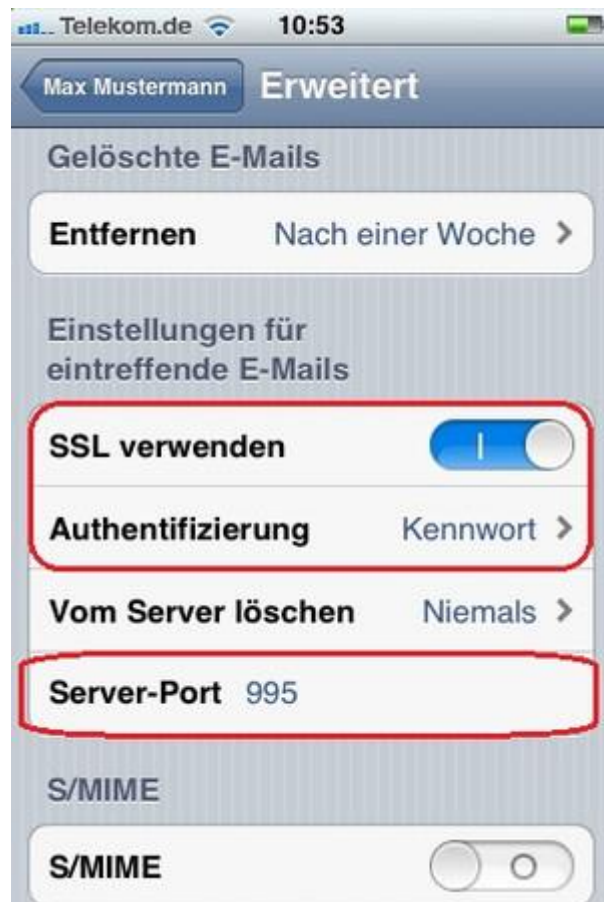 Telekom.de 10:53
Max Mustermann Erweitert
Gelöschte E-Mails
Entfernen Nach einer Woche
Einstellungen für
eintreffende E-Mails
SSL verwenden
Authentifizierung Kennwort
Vom Server löschen Niemals
Server-Port 995
S/MIME
S/MIME